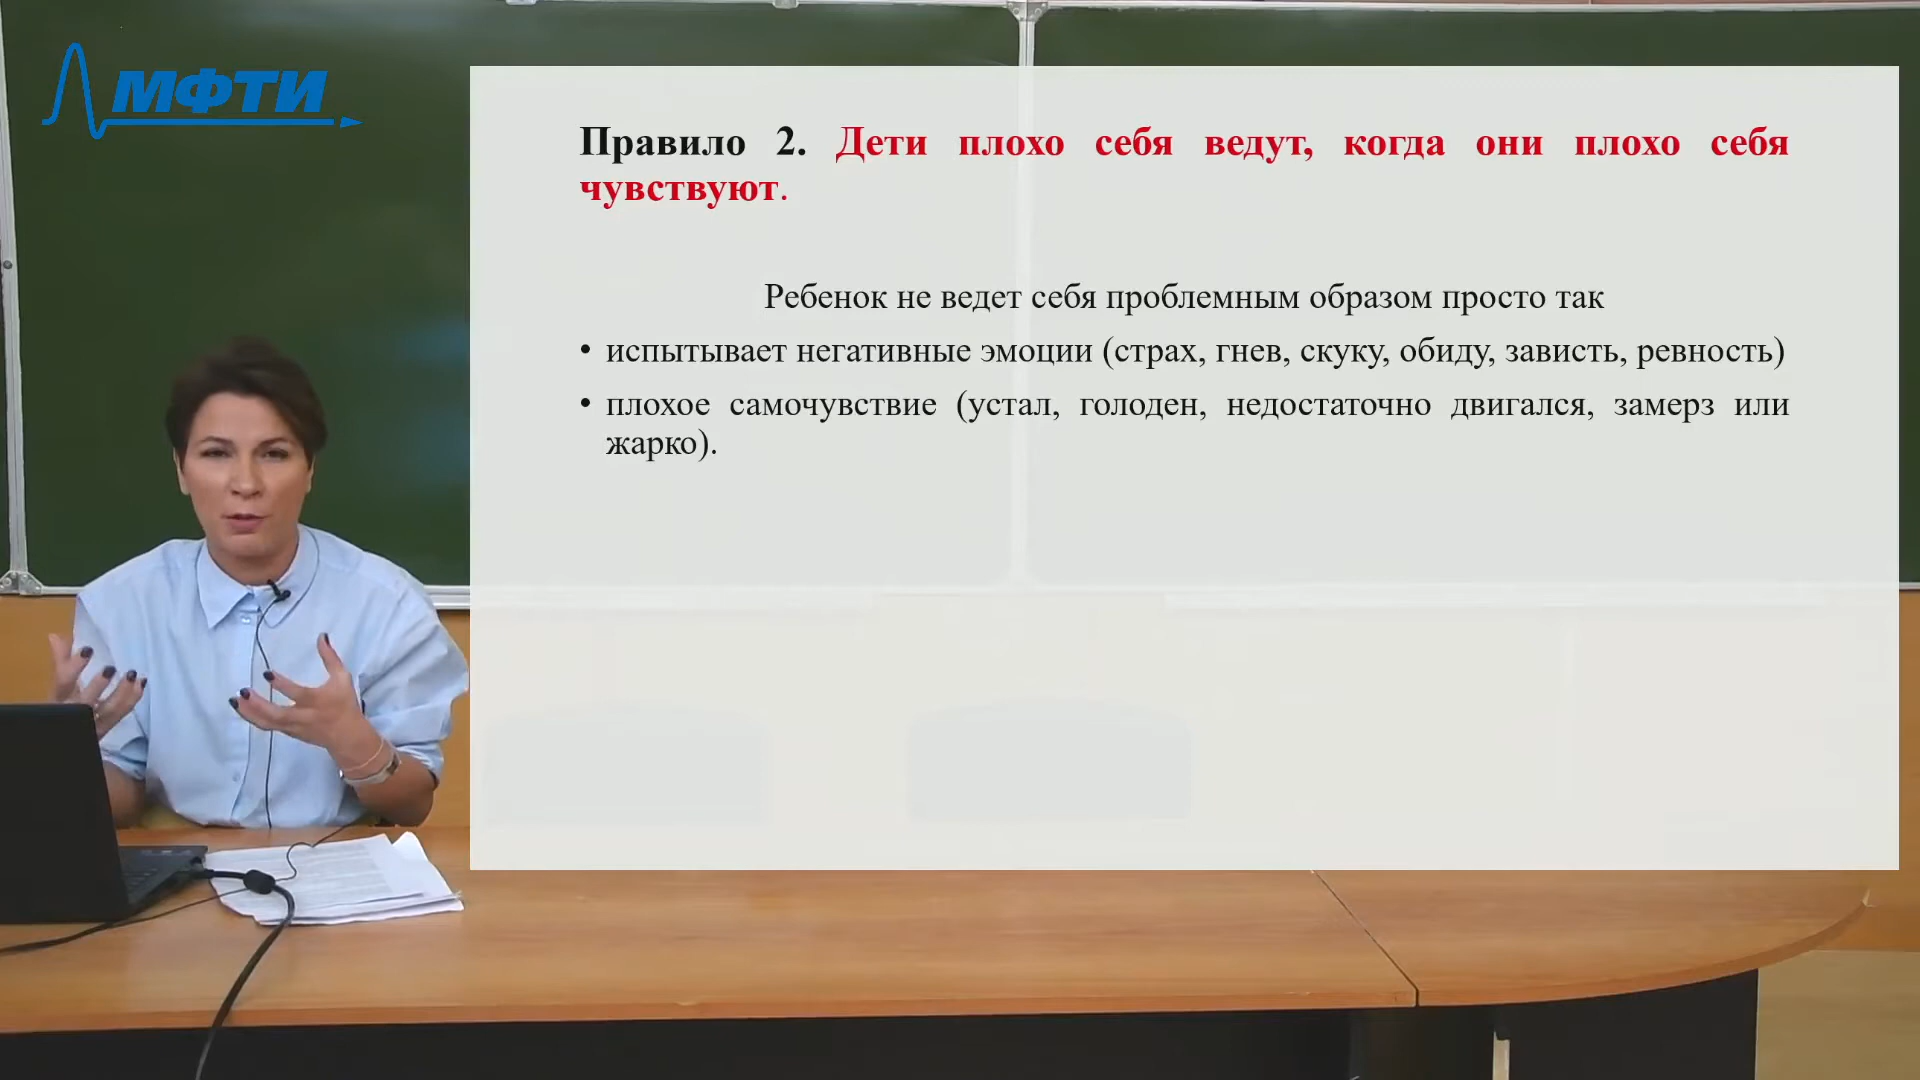 МФТИ
Правило 2. Дети плохо себя ведут, когда они плохо себя
чувствуют.
Ребенок не ведет себя проблемным образом просто так
• испытывает негативные эмоции (страх, гнев, скуку, обиду, зависть, ревность)
• плохое самочувствие (устал, голоден, недостаточно двигался, замерз или
жарко).